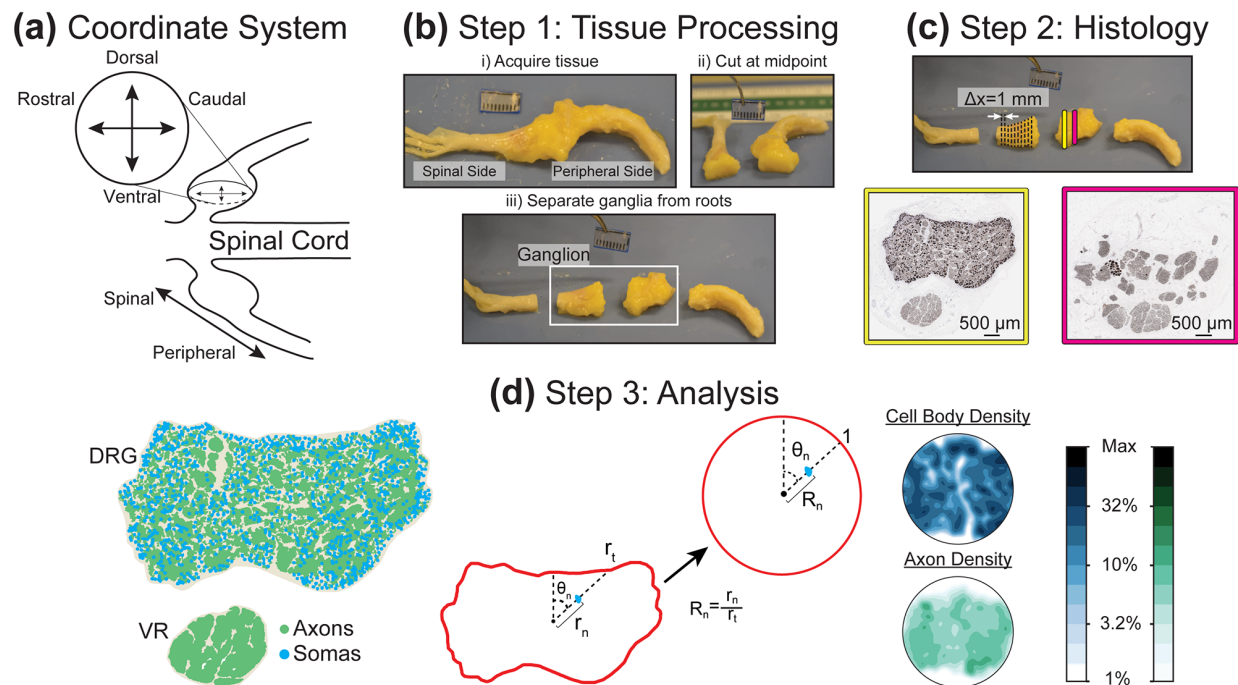 (a) Coordinate System
Dorsal
Rostral
Caudal
Ventral
Spinal Cord
Spinal
Peripheral
(b) Step 1: Tissue Processing
i) Acquire tissue
ii) Cut at midpoint
Spinal Side
Peripheral Side
iii) Separate ganglia from roots
Ganglion
(c) Step 2: Histology
Δx=1 mm
500 µm
500 µm
(d) Step 3: Analysis
DRG
VR
Axons
Somas
θn
rt
rn
θn
1
Rn
Rn=rn/rt
Cell Body Density
Axon Density
Max
32%
10%
3.2%
1%